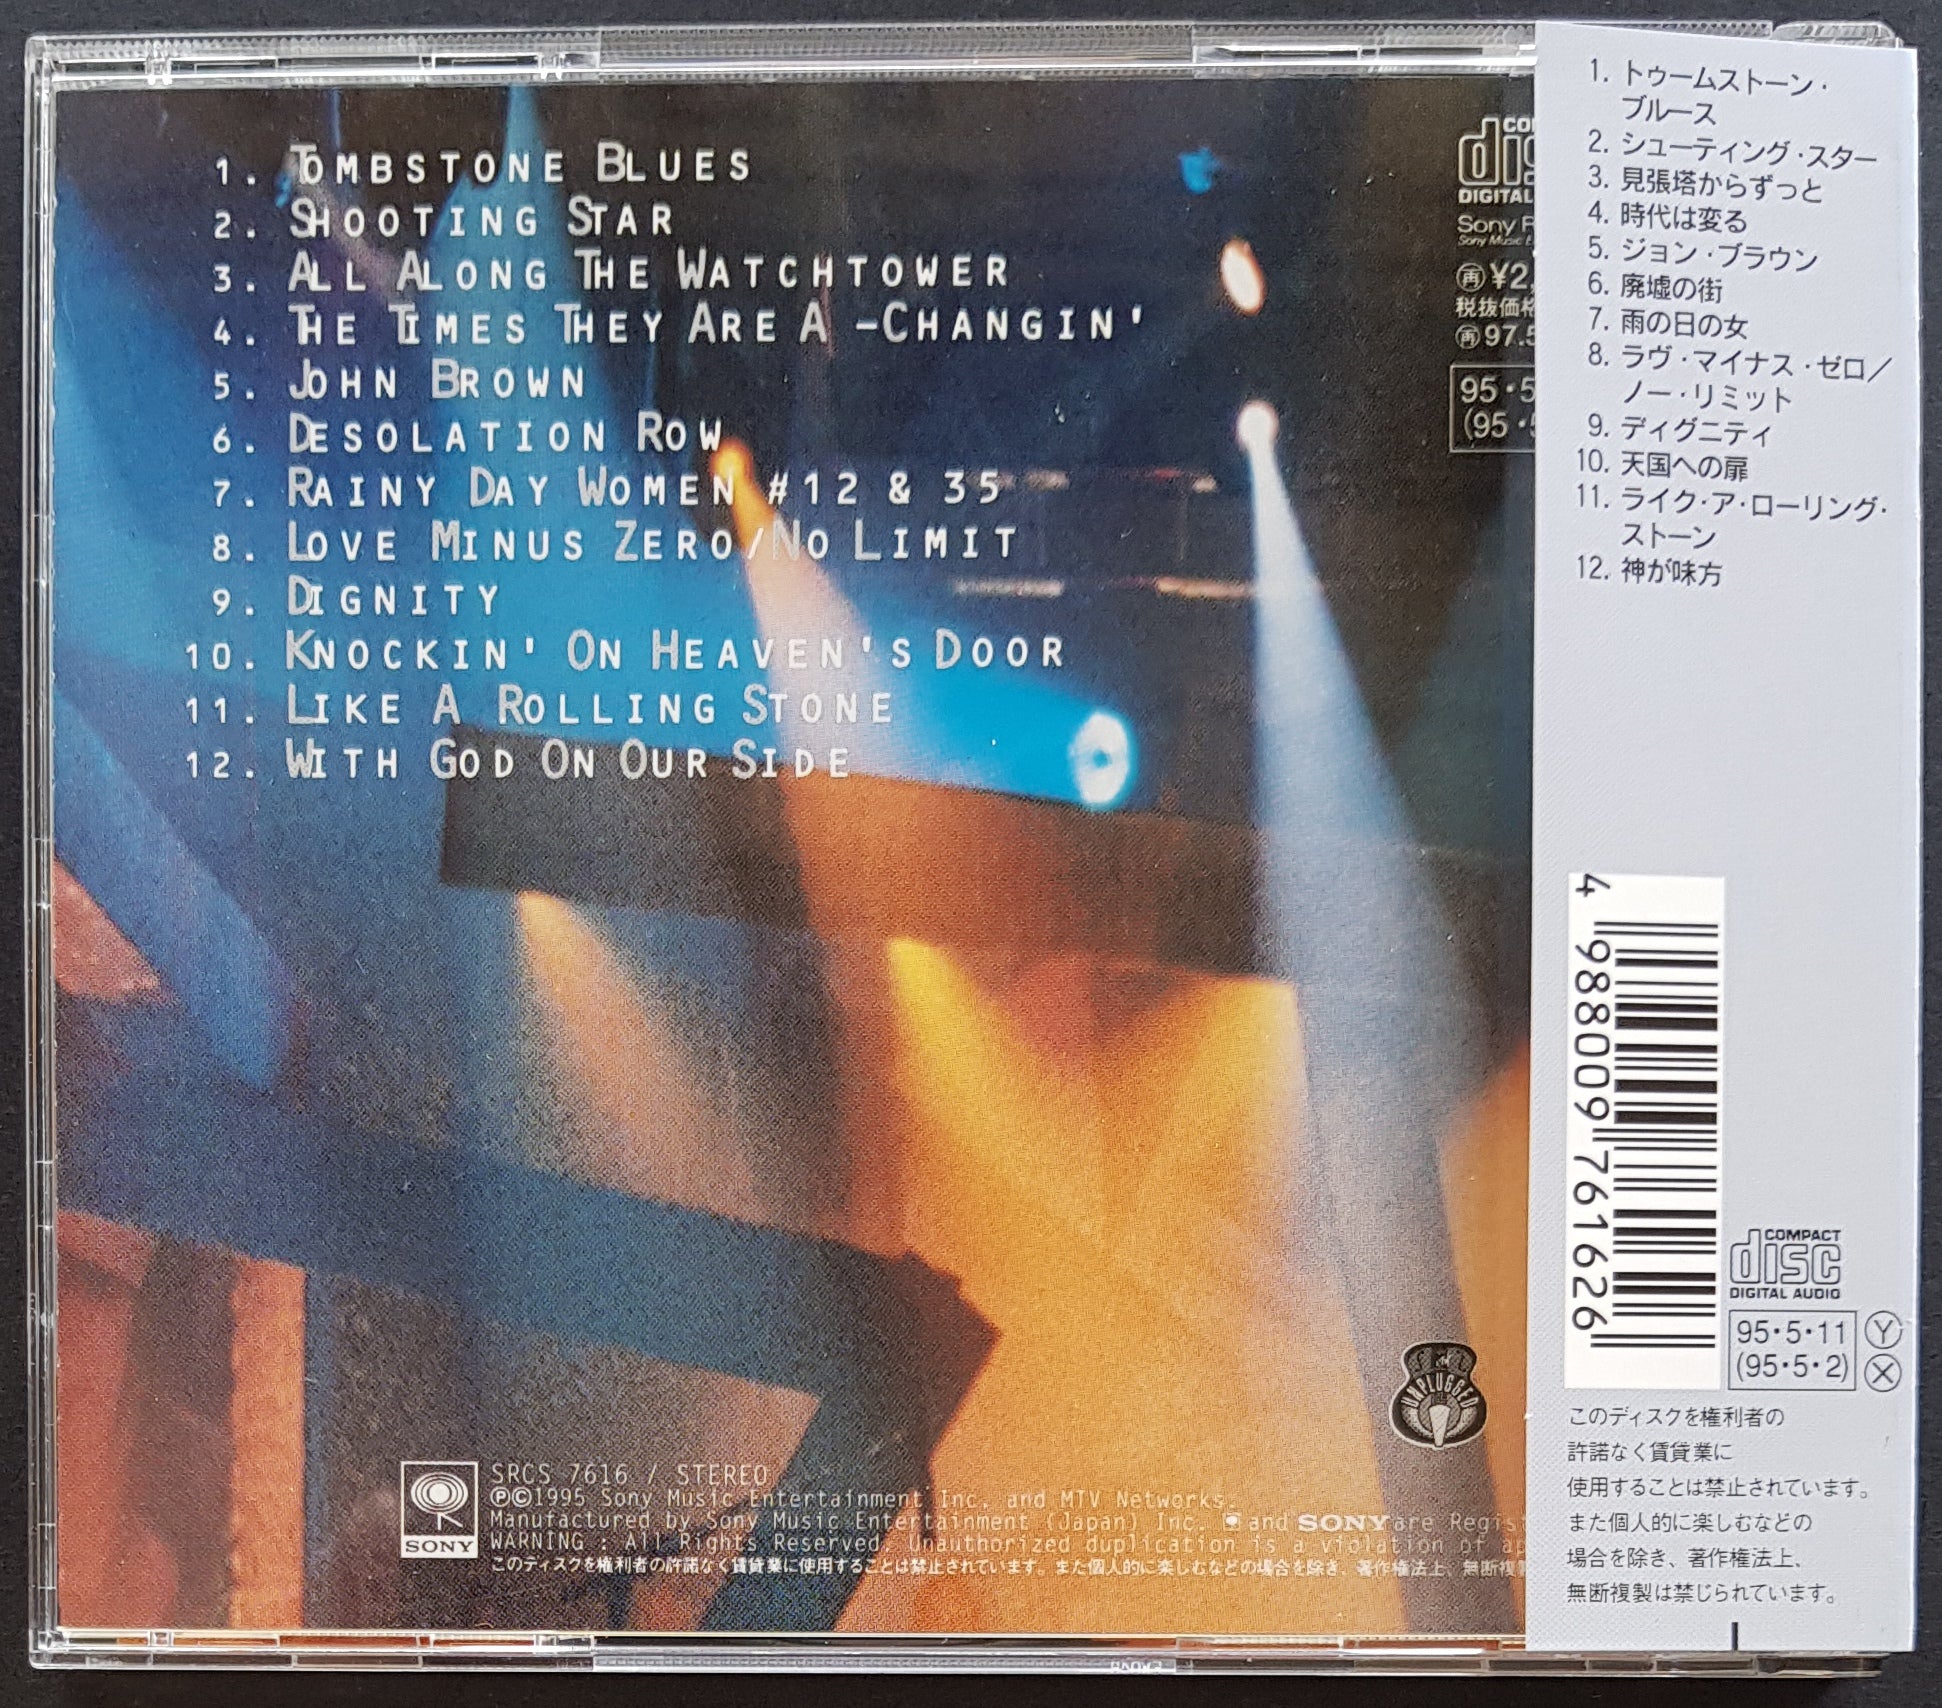 1. TOMBSTONE BLUES
2. SHOOTING STAR
3. ALL ALONG THE WATCHTOWER
4. THE TIMES THEY ARE A -CHANGIN'
5. JOHN BROWN
6. DESOLATION ROW
7. RAINY DAY WOMEN #12 & 35
8. LOVE MINUS ZERO/NO LIMIT
9. DIGNITY
10. KNOCKIN' ON HEAVEN'S DOOR
11. LIKE A ROLLING STONE
12. WITH GOD ON OUR SIDE
DIGITAL
Sony
Sony Music
再 ¥2,
税抜価格
再 97.5
95・5
(95・5
UNPLUGGED
SONY
SRCS 7616 / STEREO
℗©1995 Sony Music Entertainment Inc. and MTV Networks.
Manufactured by Sony Music Entertainment (Japan) Inc. and SONY are
WARNING : All Rights Reserved. Unauthorized duplication is a violation of
このディスクを権利者の許諾なく賃貸業に使用することは禁止されています。また個人的に楽しむなどの場合を除き、著作権法上、無断複製
1. トゥームストーン・
ブルース
2. シューティング・スター
3. 見張塔からずっと
4. 時代は変る
5. ジョン・ブラウン
6. 廃墟の街
7. 雨の日の女
8. ラヴ・マイナス・ゼロ／
ノー・リミット
9. ディグニティ
10. 天国への扉
11. ライク・ア・ローリング・
ストーン
12. 神が味方
4 988009 761626
COMPACT
disc
DIGITAL AUDIO
95・5・11 Y
(95・5・2) X
このディスクを権利者の
許諾なく賃貸業に
使用することは禁止されています。
また個人的に楽しむなどの
場合を除き、著作権法上、
無断複製は禁じられています。